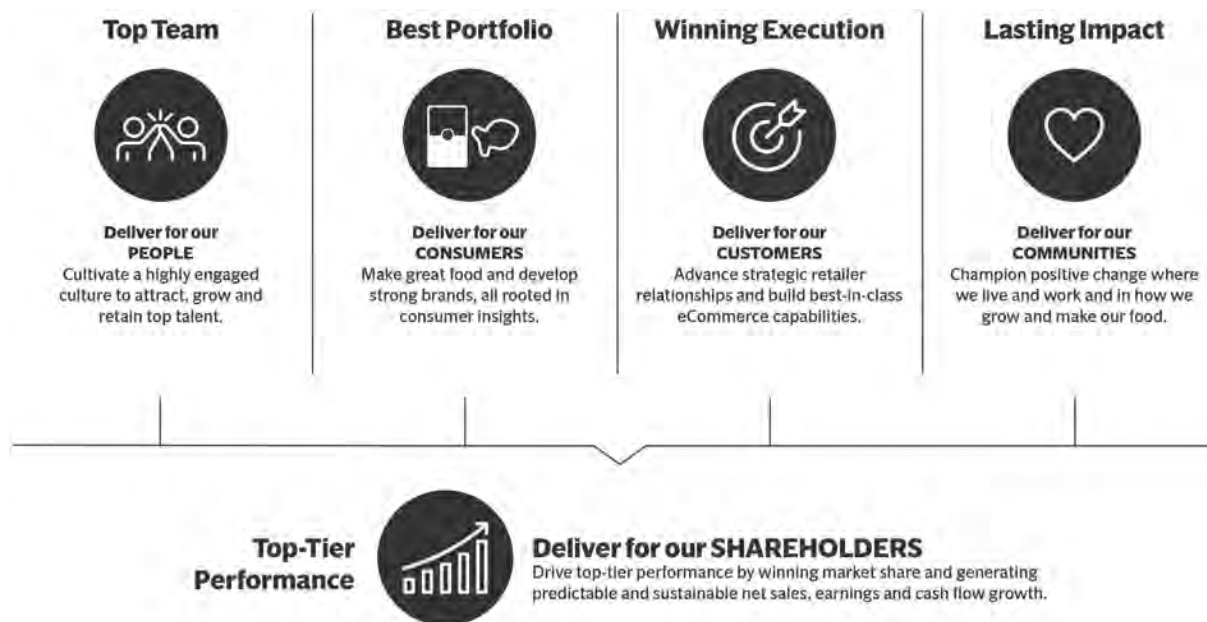 Top Team
Deliver for our
PEOPLE
Cultivate a highly engaged
culture to attract, grow and
retain top talent.
Best Portfolio
Deliver for our
CONSUMERS
Make great food and develop
strong brands, all rooted in
consumer insights.
Winning Execution
Deliver for our
CUSTOMERS
Advance strategic retailer
relationships and build best-in-class
eCommerce capabilities.
Lasting Impact
Deliver for our
COMMUNITIES
Champion positive change where
we live and work and in how we
grow and make our food.
Top-Tier
Performance
Deliver for our SHAREHOLDERS
Drive top-tier performance by winning market share and generating
predictable and sustainable net sales, earnings and cash flow growth.